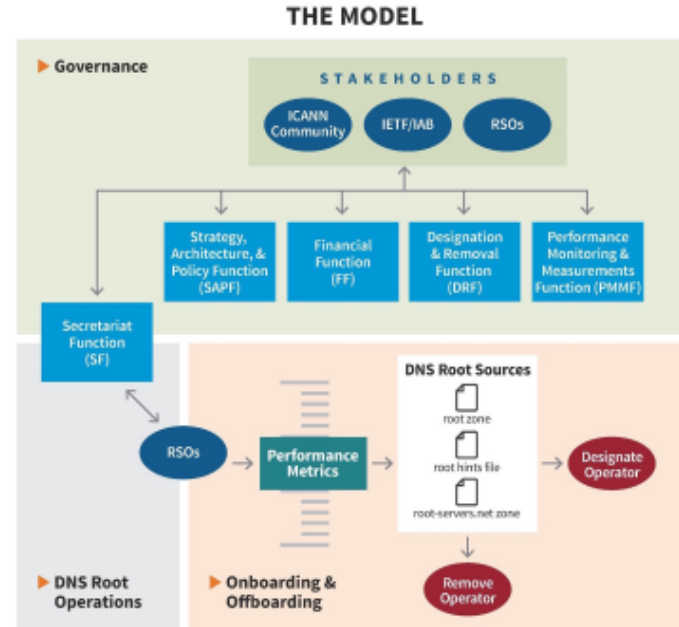 THE MODEL
Governance
STAKEHOLDERS
ICANN
Community
IETF/IAB
RSOs
Strategy,
Architecture, &
Policy Function
(SAPF)
Financial
Function
(FF)
Designation
& Removal
Function
(DRF)
Performance
Monitoring &
Measurements
Function (PMMF)
Secretariat
Function
(SF)
RSOs
Performance
Metrics
DNS Root Sources
root zone
root hints file
root-servers.net zone
Designate
Operator
Remove
Operator
DNS Root
Operations
Onboarding &
Offboarding